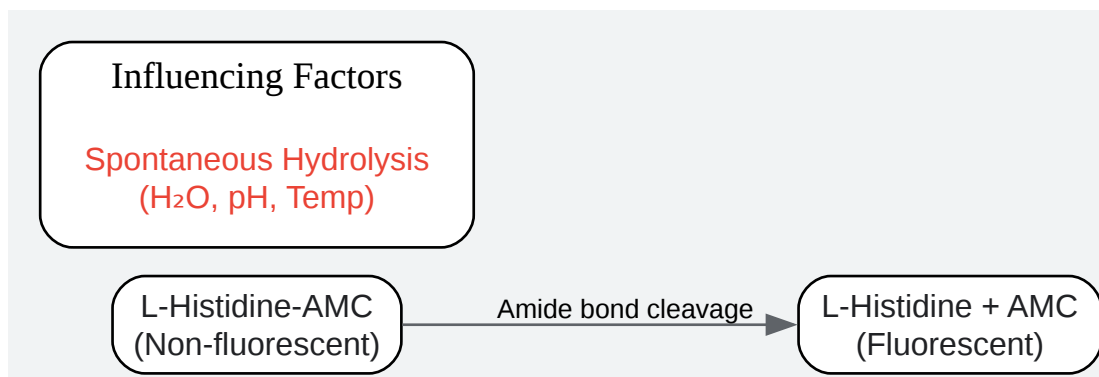 Influencing Factors
Spontaneous Hydrolysis
(H₂O, pH, Temp)
L-Histidine-AMC
(Non-fluorescent)
Amide bond cleavage
L-Histidine + AMC
(Fluorescent)